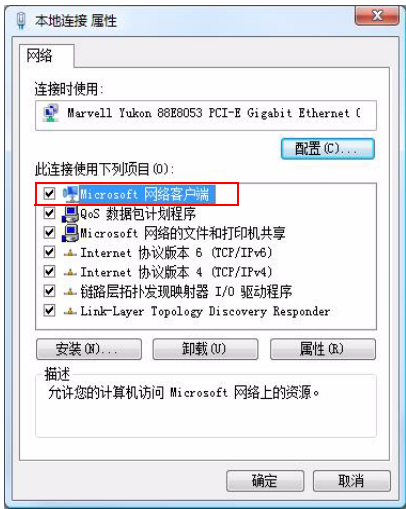 本地连接 属性
网络
连接时使用:
Marvell Yukon 88E8053 PCI-E Gigabit Ethernet C
配置(C)...
此连接使用下列项目(O):
Microsoft 网络客户端
QoS 数据包计划程序
Microsoft 网络的文件和打印机共享
Internet 协议版本 6 (TCP/IPv6)
Internet 协议版本 4 (TCP/IPv4)
链路层拓扑发现映射器 I/O 驱动程序
Link-Layer Topology Discovery Responder
安装(N)... 卸载(U) 属性(R)
描述
允许您的计算机访问 Microsoft 网络上的资源。
确定 取消